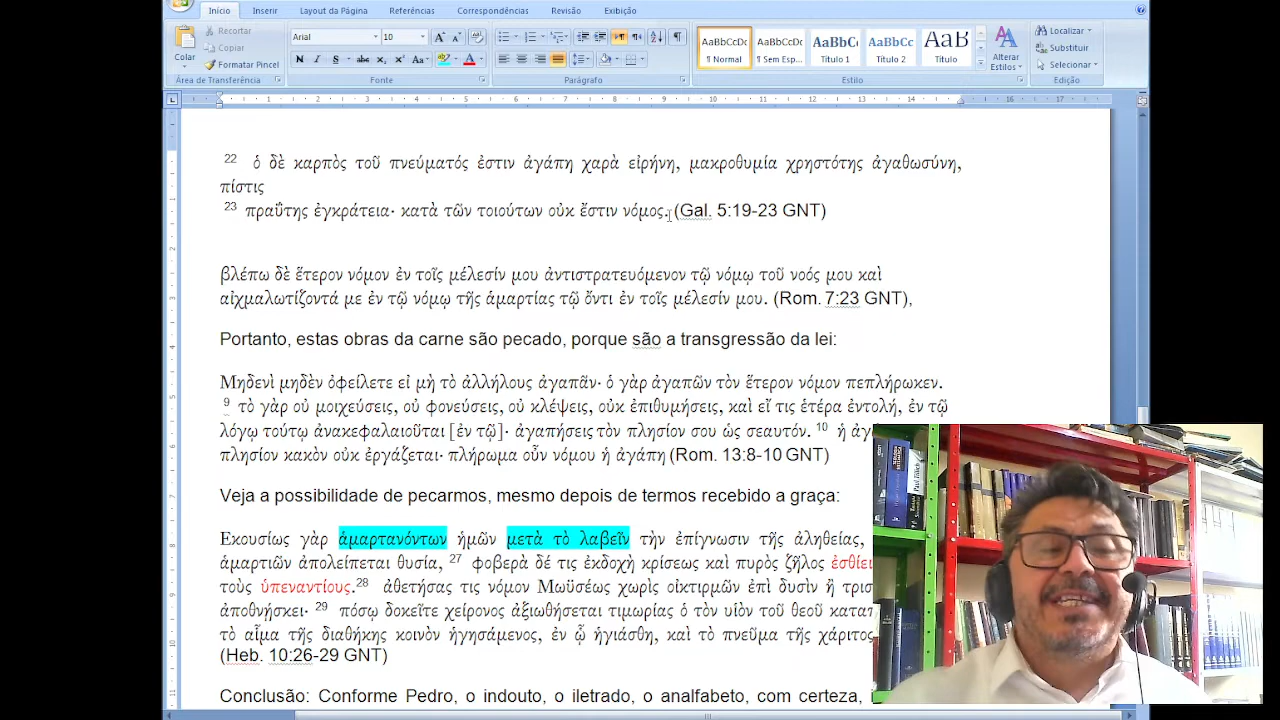 Início Inserir Layout da Página Referências Correspondências Revisão Exibição
Colar
Recortar
Copiar
Formatar Pincel
Área de Transferência
Arial 10
N I S abc x₂ x² Aa
Fonte
Parágrafo
AaBbCcDc AaBbCcDc AaBbCc AaBbCc AaB
¶ Normal ¶ Sem Esp... Título 1 Título 2 Título
Alterar Estilos
Estilo
Localizar
Substituir
Selecionar
Edição
22 ὁ δὲ καρπὸς τοῦ πνεύματός ἐστιν ἀγάπη χαρὰ εἰρήνη, μακροθυμία χρηστότης ἀγαθωσύνη,
πίστις
23 πραΰτης ἐγκράτεια· κατὰ τῶν τοιούτων οὐκ ἔστιν νόμος. (Gal. 5:19-23 GNT)
βλέπω δὲ ἕτερον νόμον ἐν τοῖς μέλεσίν μου ἀντιστρατευόμενον τῷ νόμῳ τοῦ νοός μου καὶ
αἰχμαλωτίζοντά με ἐν τῷ νόμῳ τῆς ἁμαρτίας τῷ ὄντι ἐν τοῖς μέλεσίν μου. (Rom. 7:23 GNT),
Portanto, estas obras da carne são pecado, porque são a transgressão da lei:
Μηδενὶ μηδὲν ὀφείλετε εἰ μὴ τὸ ἀλλήλους ἀγαπᾶν· ὁ γὰρ ἀγαπῶν τὸν ἕτερον νόμον πεπλήρωκεν.
9 τὸ γὰρ οὐ μοιχεύσεις, οὐ φονεύσεις, οὐ κλέψεις, οὐκ ἐπιθυμήσεις, καὶ εἴ τις ἑτέρα ἐντολή, ἐν τῷ
λόγῳ τούτῳ ἀνακεφαλαιοῦται [ἐν τῷ]· ἀγαπήσεις τὸν πλησίον σου ὡς σεαυτόν. 10 ἡ
πλησίον κακὸν οὐκ ἐργάζεται· πλήρωμα οὖν νόμου ἡ ἀγάπη (Rom. 13:8-10 GNT)
Veja a possibilidade de pecarmos, mesmo depois de termos recebido a graça:
Εκουσίως γὰρ ἁμαρτανόντων ἡμῶν μετὰ τὸ λαβεῖν τὴν ἐπίγνωσιν τῆς ἀληθείας,
ἁμαρτιῶν ἀπολείπεται θυσία, 27 φοβερὰ δέ τις ἐκδοχὴ κρίσεως καὶ πυρὸς ζῆλος
τοὺς ὑπεναντίους. 28 ἀθετήσας τις νόμον Μωϋσέως χωρὶς οἰκτιρμῶν ἐπὶ δυσὶν ἢ
ἀποθνῄσκει· 29 πόσῳ δοκεῖτε χείρονος ἀξιωθήσεται τιμωρίας ὁ τὸν υἱὸν τοῦ θεοῦ
τὸ αἷμα τῆς διαθήκης κοινὸν ἡγησάμενος, ἐν ᾧ ἡγιάσθη, καὶ τὸ πνεῦμα τῆς
(Heb. 10:26-29 GNT)
Conclusão: Conforme Pedro, o indouto, o iletrado, o analfabeto, com certeza